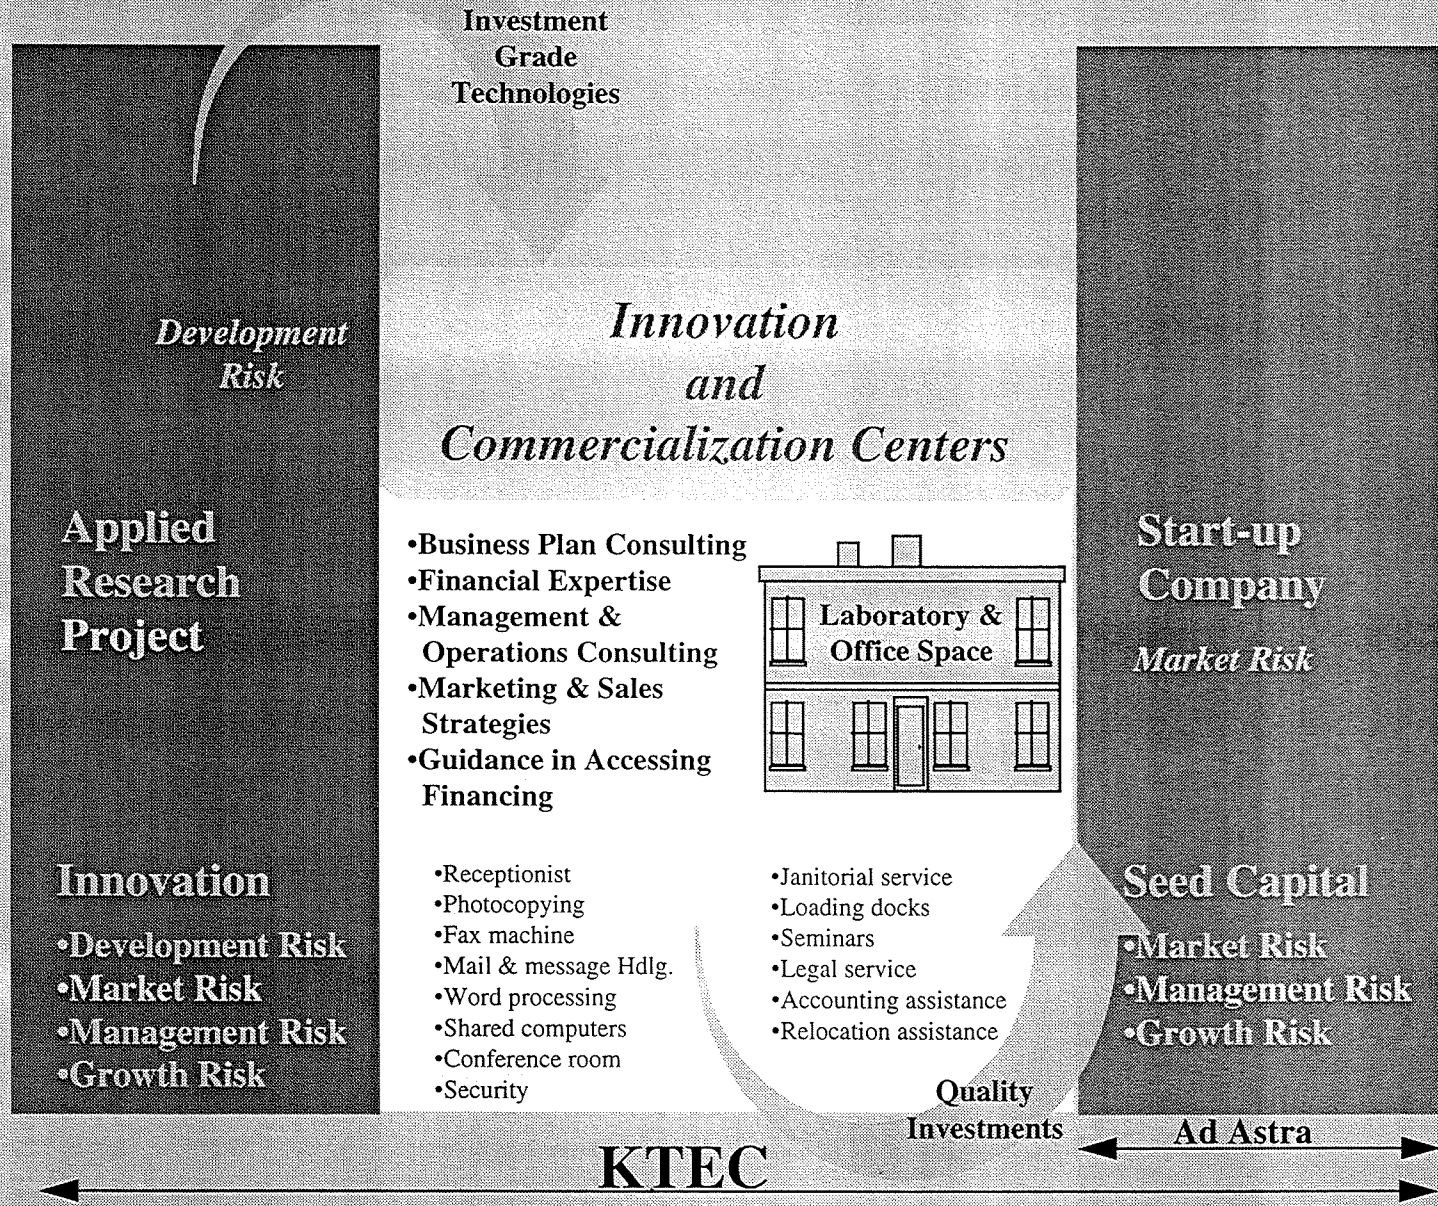 Investment
Grade
Technologies
Development
Risk
Applied
Research
Project
Innovation
•Development Risk
•Market Risk
•Management Risk
•Growth Risk
Innovation
and
Commercialization Centers
•Business Plan Consulting
•Financial Expertise
•Management &
Operations Consulting
•Marketing & Sales
Strategies
•Guidance in Accessing
Financing
Laboratory &
Office Space
•Receptionist
•Photocopying
•Fax machine
•Mail & message Hdlg.
•Word processing
•Shared computers
•Conference room
•Security
•Janitorial service
•Loading docks
•Seminars
•Legal service
•Accounting assistance
•Relocation assistance
Quality
Investments
Start-up
Company
Market Risk
Seed Capital
•Market Risk
•Management Risk
•Growth Risk
Ad Astra
KTEC